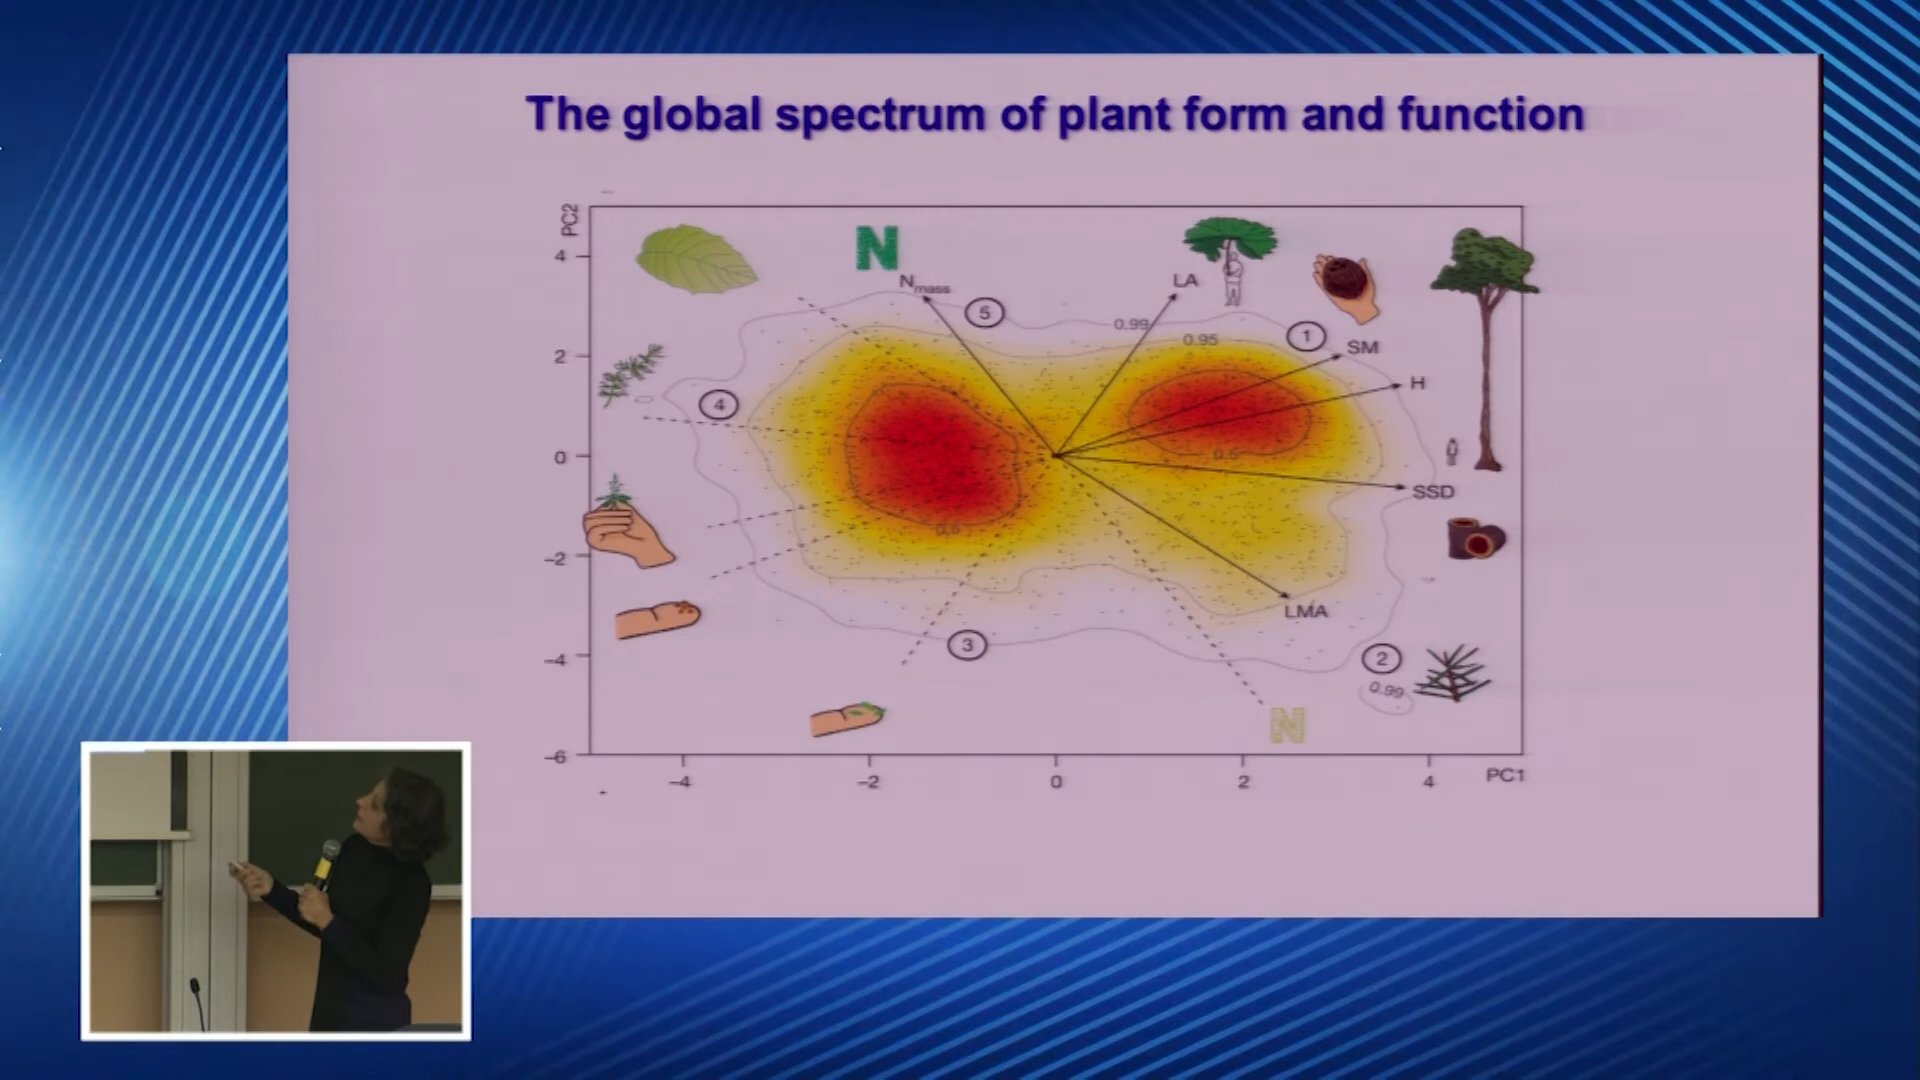 The global spectrum of plant form and function
PC2
4
2
0
−2
−4
−6
N
N mass
5
LA
0.99
0.95
1
SM
H
4
0.5
SSD
0.5
LMA
3
2
0.99
N
−4
−2
0
2
4
PC1